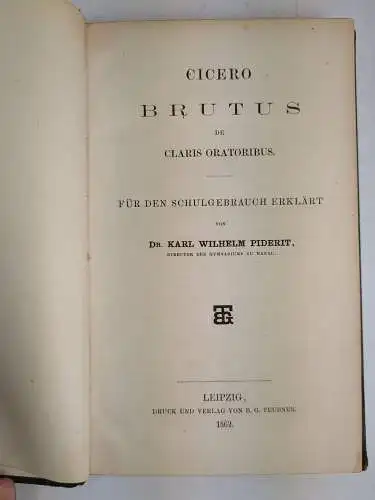 CICERO
BRUTUS
DE
CLARIS ORATORIBUS.
FÜR DEN SCHULGEBRAUCH ERKLÄRT
VON
DR. KARL WILHELM PIDERIT,
DIRECTOR DES GYMNASIUMS ZU HANAU.
BTG
LEIPZIG,
DRUCK UND VERLAG VON B. G. TEUBNER.
1862.